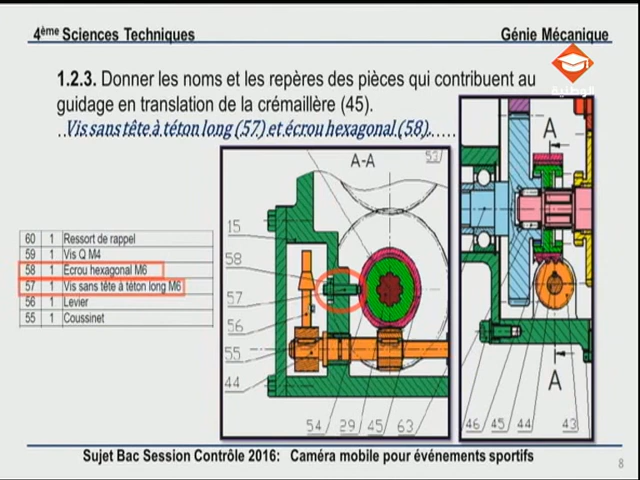 4ème Sciences Techniques
Génie Mécanique
الوطنية
1.2.3. Donner les noms et les repères des pièces qui contribuent au
guidage en translation de la crémaillère (45).
..Vis sans tête à téton long (57) et écrou hexagonal (58)......
A-A
53
A
15
58
57
56
55
44
54 29 45 63
46 45 44 43
A
60 1 Ressort de rappel
59 1 Vis Q M4
58 1 Ecrou hexagonal M6
57 1 Vis sans tête à téton long M6
56 1 Levier
55 1 Coussinet
Sujet Bac Session Contrôle 2016: Caméra mobile pour événements sportifs
8